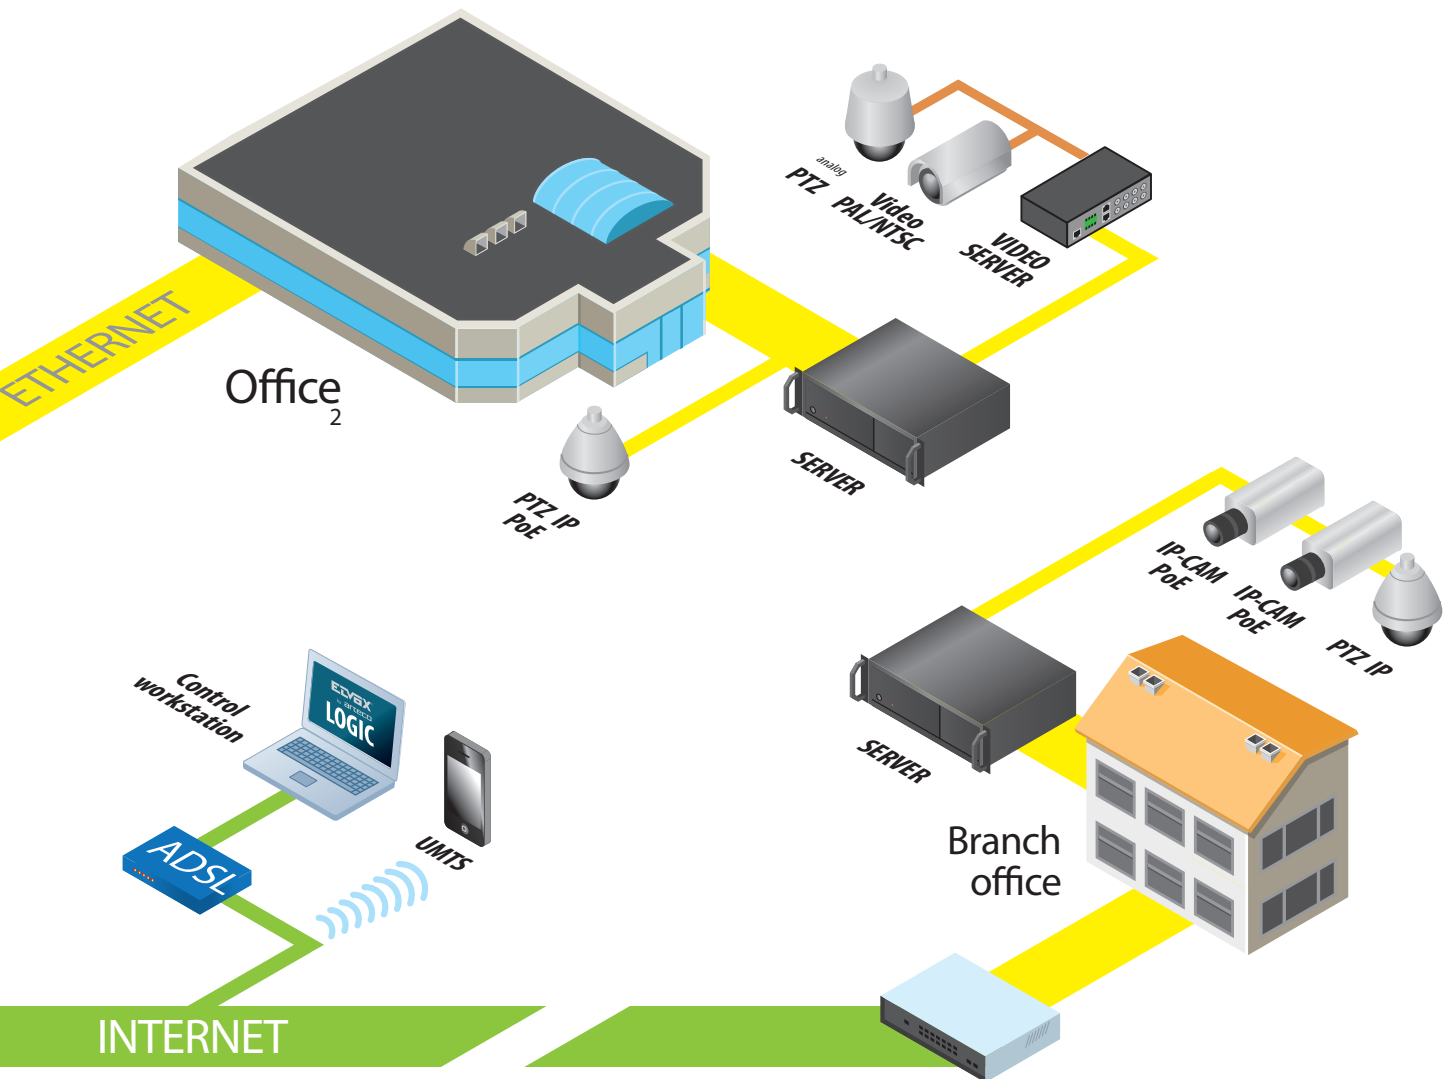 analog
PTZ
Video
PAL/NTSC
VIDEO
SERVER
ETHERNET
Office
2
SERVER
PTZ IP
PoE
IP-CAM
PoE
IP-CAM
PoE
PTZ IP
Control
workstation
ELVOX
by arteco
LOGIC
UMTS
SERVER
ADSL
Branch
office
INTERNET